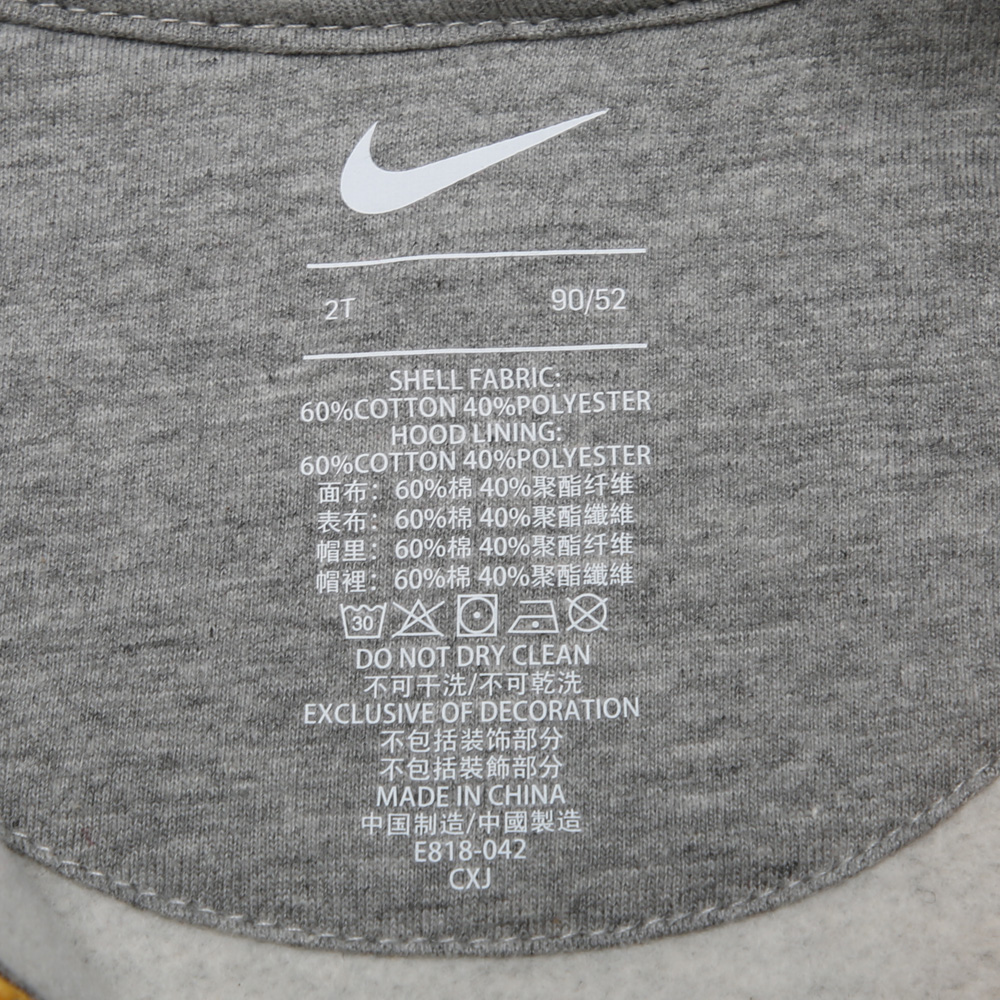 2T 90/52
SHELL FABRIC:
60%COTTON 40%POLYESTER
HOOD LINING:
60%COTTON 40%POLYESTER
面布：60%棉 40%聚酯纤维
表布：60%棉 40%聚酯纖維
帽里：60%棉 40%聚酯纤维
帽裡：60%棉 40%聚酯纖維
30
DO NOT DRY CLEAN
不可干洗/不可乾洗
EXCLUSIVE OF DECORATION
不包括装饰部分
不包括裝飾部分
MADE IN CHINA
中国制造/中國製造
E818-042
CXJ